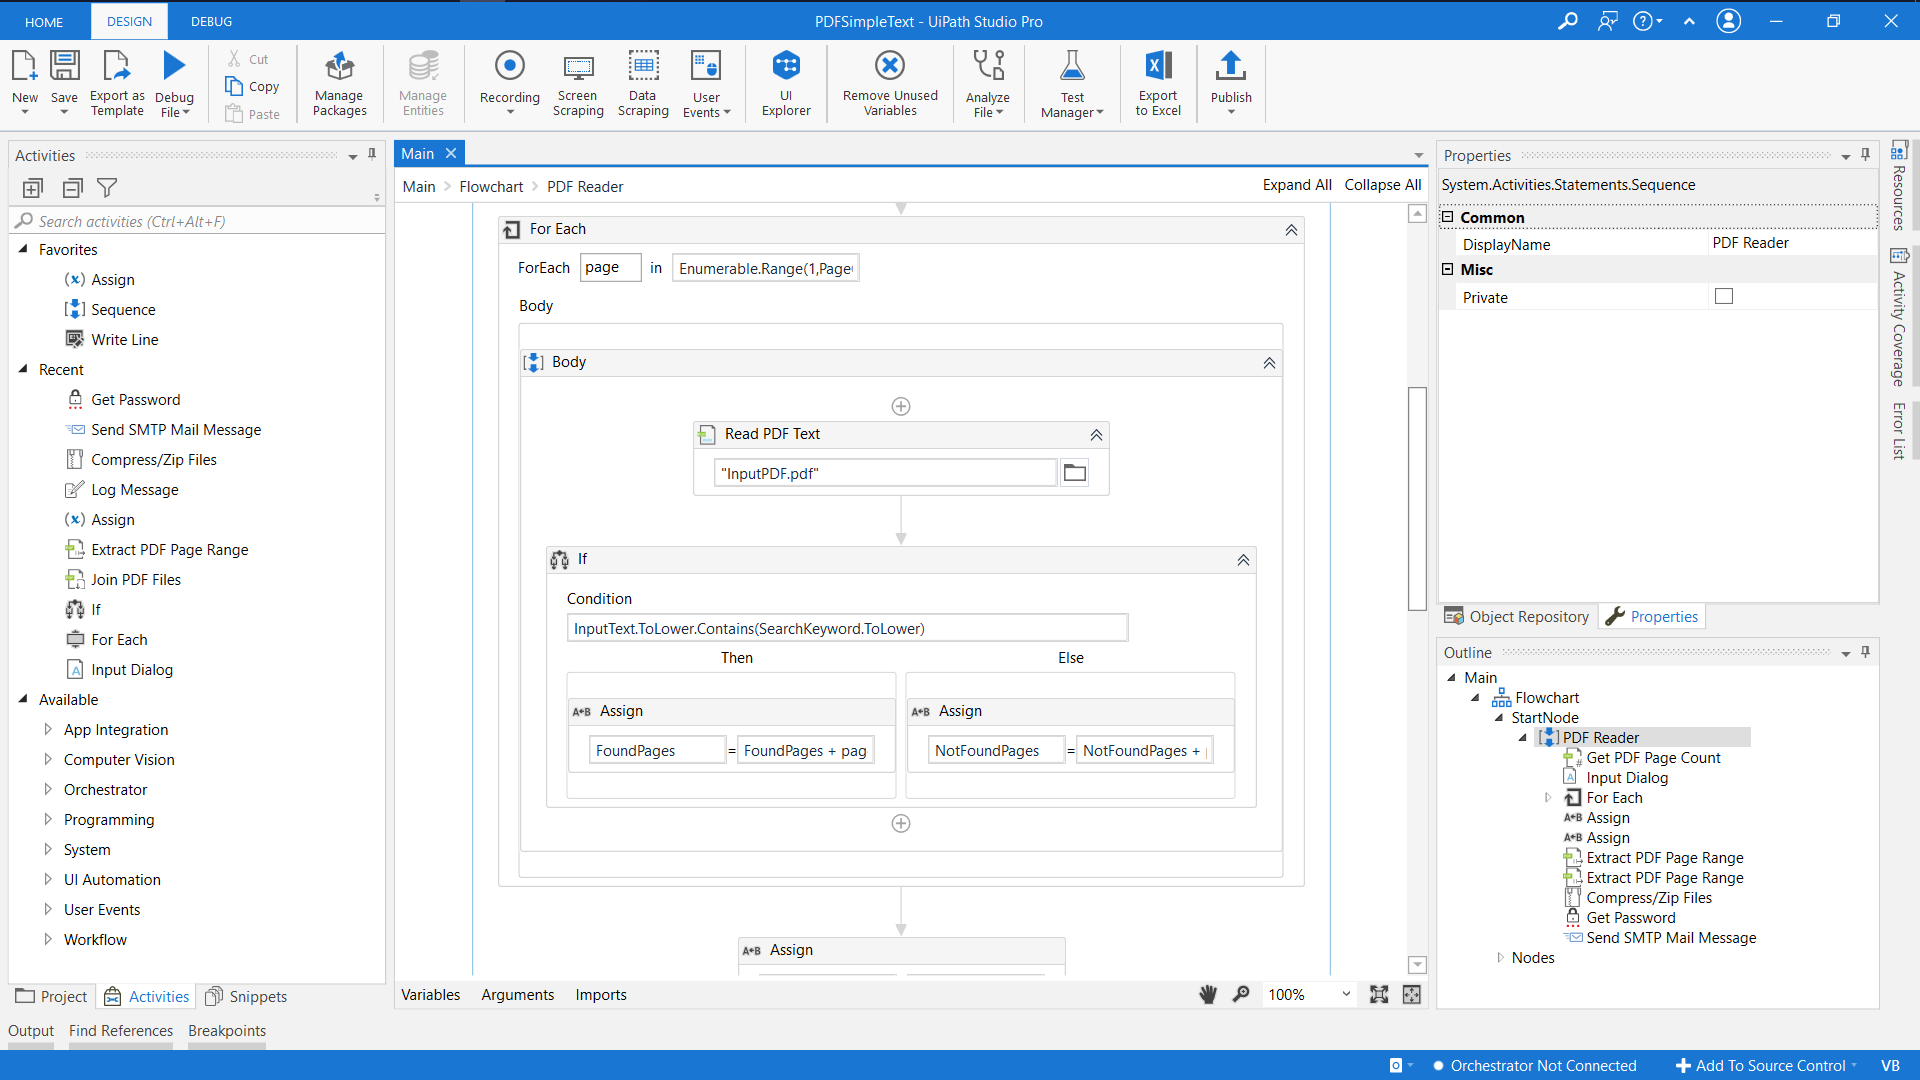 HOME DESIGN DEBUG PDFSimpleText - UiPath Studio Pro
New Save Export as Template Debug File Cut Copy Paste Manage Packages Manage Entities Recording Screen Scraping Data Scraping User Events UI Explorer Remove Unused Variables Analyze File Test Manager Export to Excel Publish
Activities
Search activities (Ctrl+Alt+F)
Favorites
Assign
Sequence
Write Line
Recent
Get Password
Send SMTP Mail Message
Compress/Zip Files
Log Message
Assign
Extract PDF Page Range
Join PDF Files
If
For Each
Input Dialog
Available
App Integration
Computer Vision
Orchestrator
Programming
System
UI Automation
User Events
Workflow
Project Activities Snippets
Main
Main > Flowchart > PDF Reader Expand All Collapse All
For Each
ForEach page in Enumerable.Range(1,Page
Body
Body
Read PDF Text
"InputPDF.pdf"
If
Condition
InputText.ToLower.Contains(SearchKeyword.ToLower)
Then Else
A+B Assign A+B Assign
FoundPages = FoundPages + pag NotFoundPages = NotFoundPages +
A+B Assign
Variables Arguments Imports 100%
Properties
System.Activities.Statements.Sequence
Common
DisplayName PDF Reader
Misc
Private
Object Repository Properties
Outline
Main
Flowchart
StartNode
PDF Reader
Get PDF Page Count
Input Dialog
For Each
A+B Assign
A+B Assign
Extract PDF Page Range
Extract PDF Page Range
Compress/Zip Files
Get Password
Send SMTP Mail Message
Nodes
Resources
Activity Coverage
Error List
Output Find References Breakpoints
Orchestrator Not Connected Add To Source Control VB